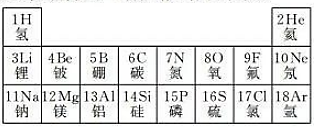 1H 2He
氢 氦
3Li 4Be 5B 6C 7N 8O 9F 10Ne
锂 铍 硼 碳 氮 氧 氟 氖
11Na 12Mg 13Al 14Si 15P 16S 17Cl 18Ar
钠 镁 铝 硅 磷 硫 氯 氩